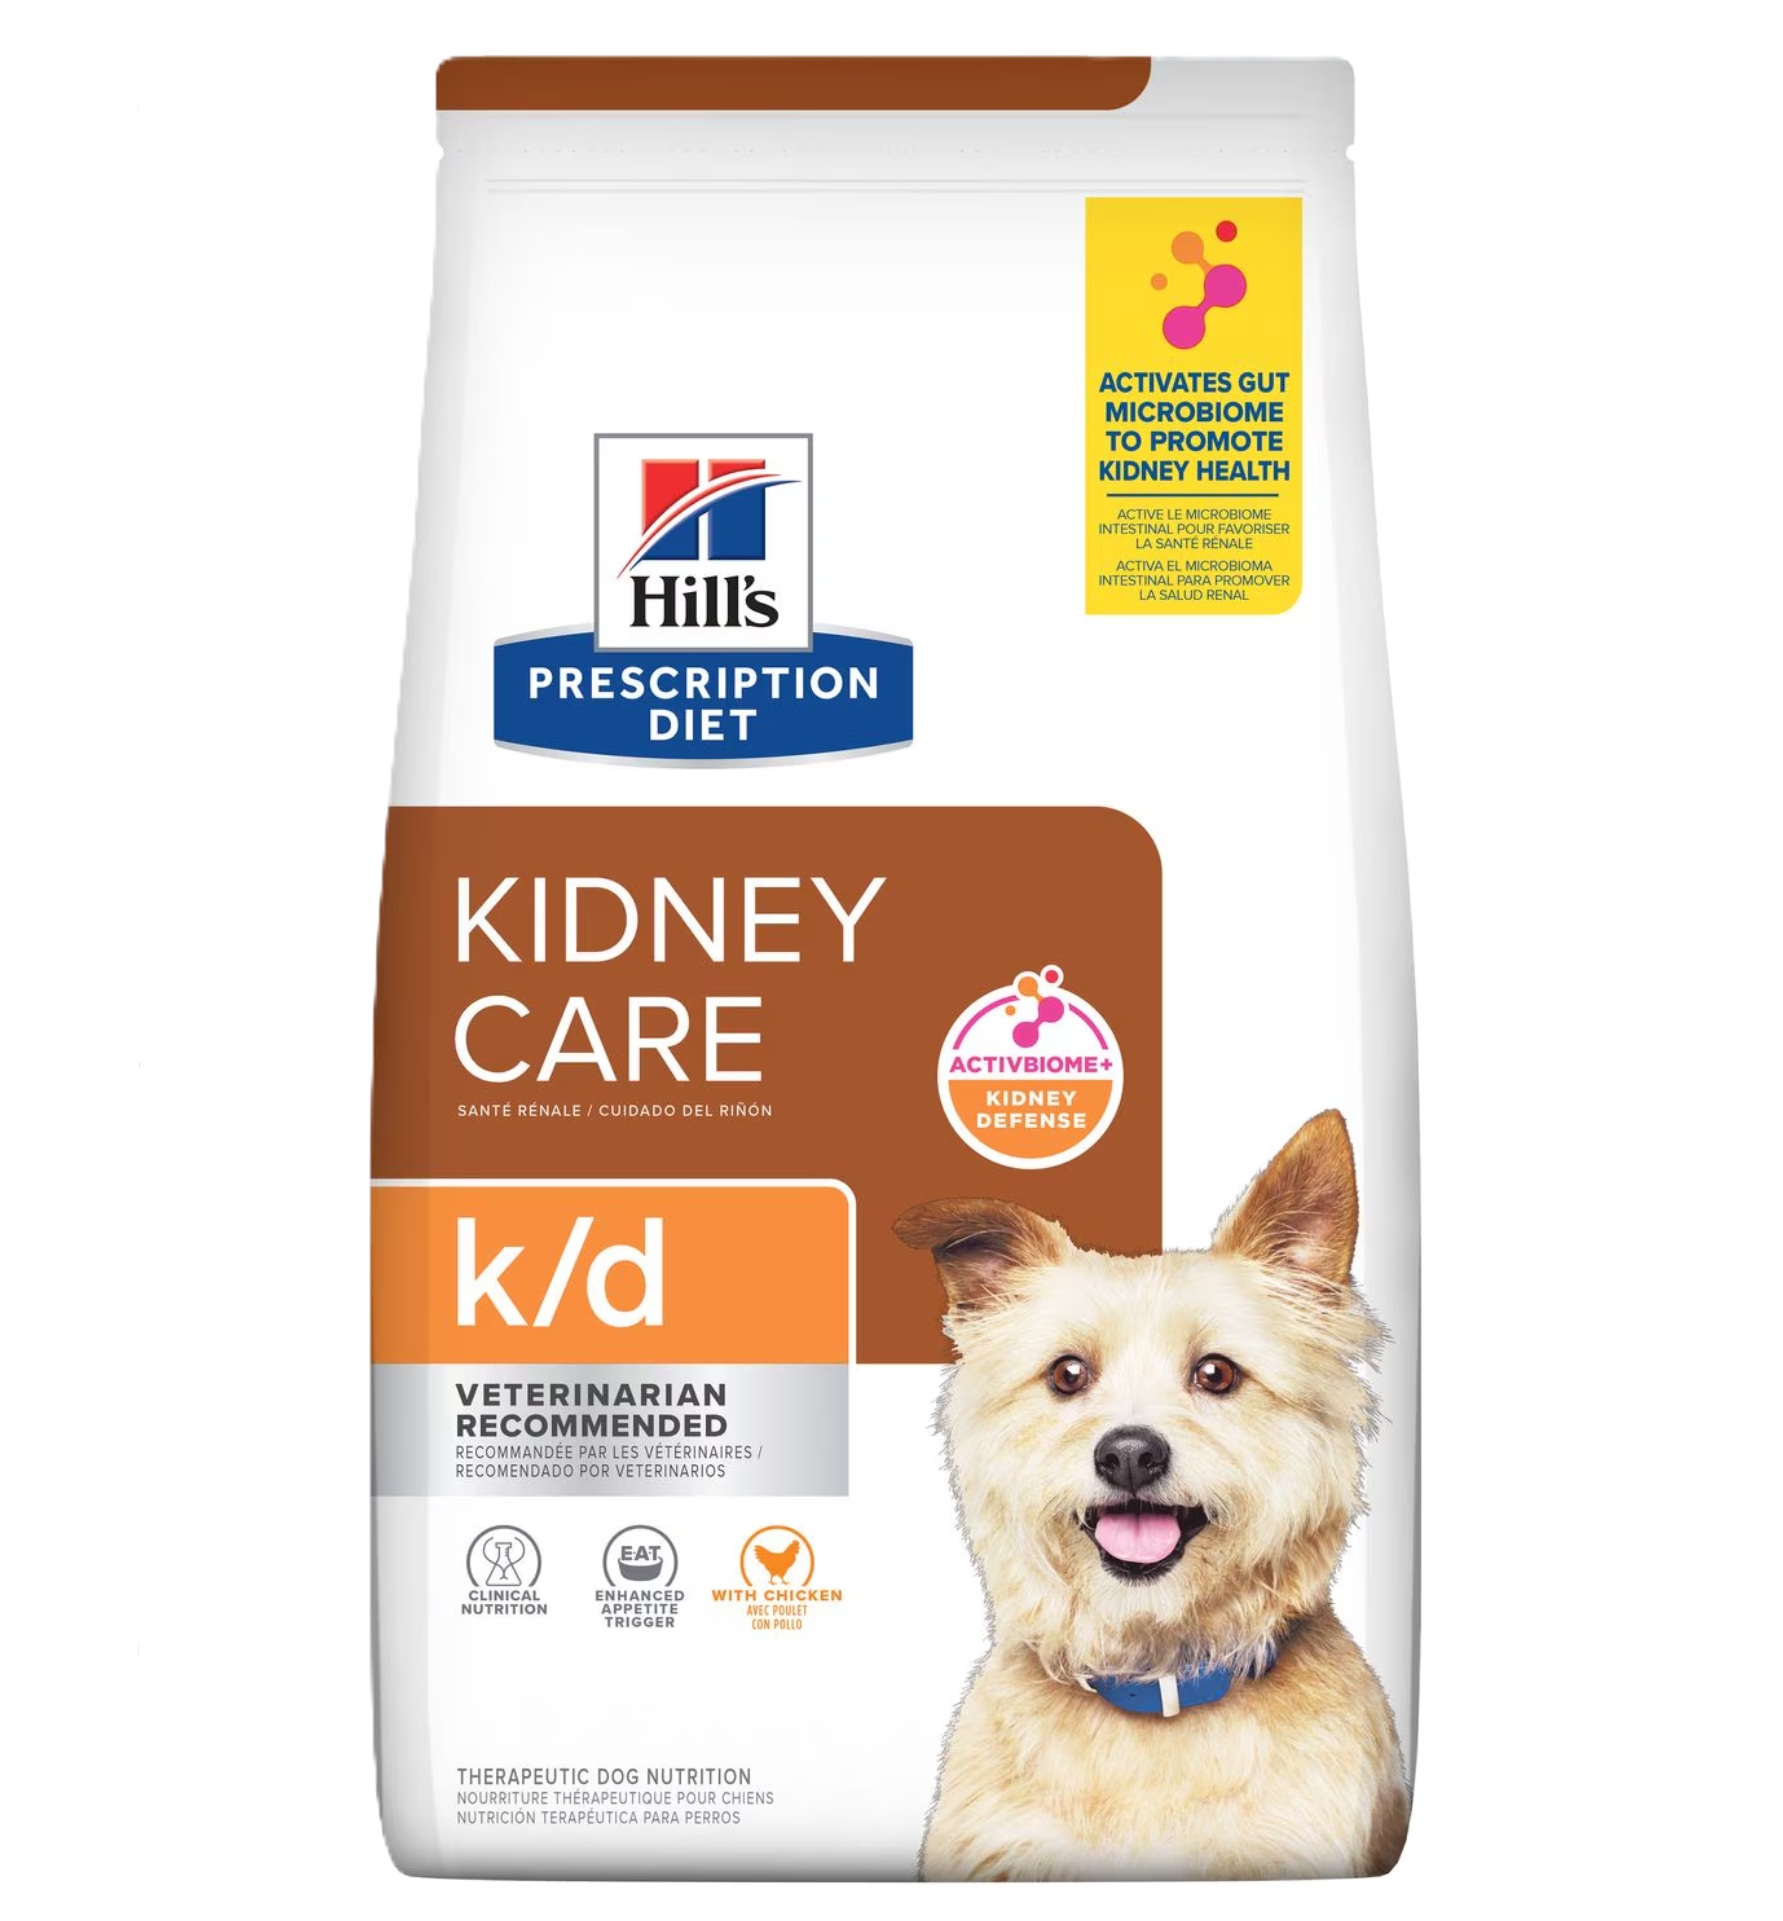 ACTIVATES GUT
MICROBIOME
TO PROMOTE
KIDNEY HEALTH
ACTIVE LE MICROBIOME
INTESTINAL POUR FAVORISER
LA SANTÉ RÉNALE
ACTIVA EL MICROBIOMA
INTESTINAL PARA PROMOVER
LA SALUD RENAL
Hill's
PRESCRIPTION
DIET
KIDNEY
CARE
SANTÉ RÉNALE / CUIDADO DEL RIÑÓN
ACTIVBIOME+
KIDNEY
DEFENSE
k/d
VETERINARIAN
RECOMMENDED
RECOMMANDÉE PAR LES VÉTÉRINAIRES /
RECOMENDADO POR VETERINARIOS
CLINICAL
NUTRITION
EAT
ENHANCED
APPETITE
TRIGGER
WITH CHICKEN
AVEC POULET
CON POLLO
THERAPEUTIC DOG NUTRITION
NOURRITURE THÉRAPEUTIQUE POUR CHIENS
NUTRICIÓN TERAPÉUTICA PARA PERROS